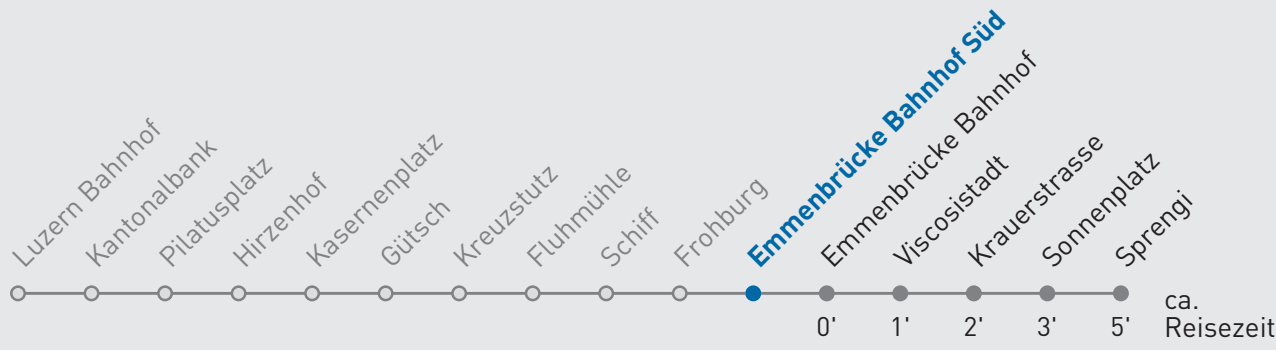 Luzern Bahnhof
Kantonalbank
Pilatusplatz
Hirzenhof
Kasernenplatz
Gütsch
Kreuzstutz
Fluhmühle
Schiff
Frohburg
Emmenbrücke Bahnhof Süd
Emmenbrücke Bahnhof
Viscosistadt
Krauerstrasse
Sonnenplatz
Sprengi
0' 1' 2' 3' 5'
ca.
Reisezeit